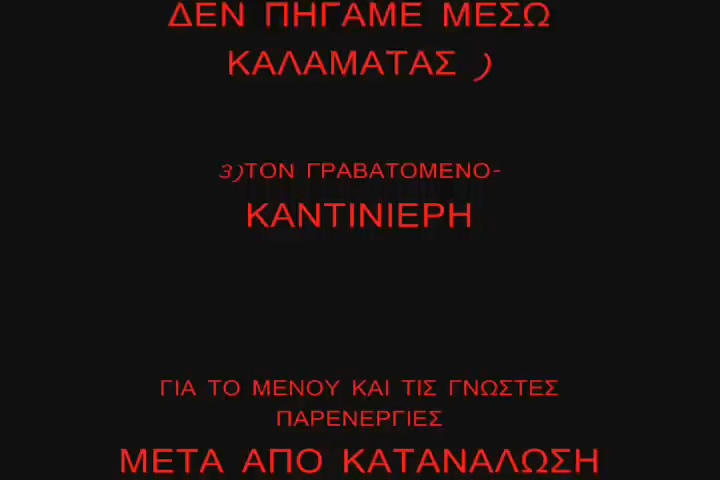 ΔΕΝ ΠΗΓΑΜΕ ΜΕΣΩ
ΚΑΛΑΜΑΤΑΣ )
3)ΤΟΝ ΓΡΑΒΑΤΟΜΕΝΟ-
ΚΑΝΤΙΝΙΕΡΗ
ΓΙΑ ΤΟ ΜΕΝΟΥ ΚΑΙ ΤΙΣ ΓΝΩΣΤΕΣ
ΠΑΡΕΝΕΡΓΙΕΣ
ΜΕΤΑ ΑΠΟ ΚΑΤΑΝΑΛΩΣΗ